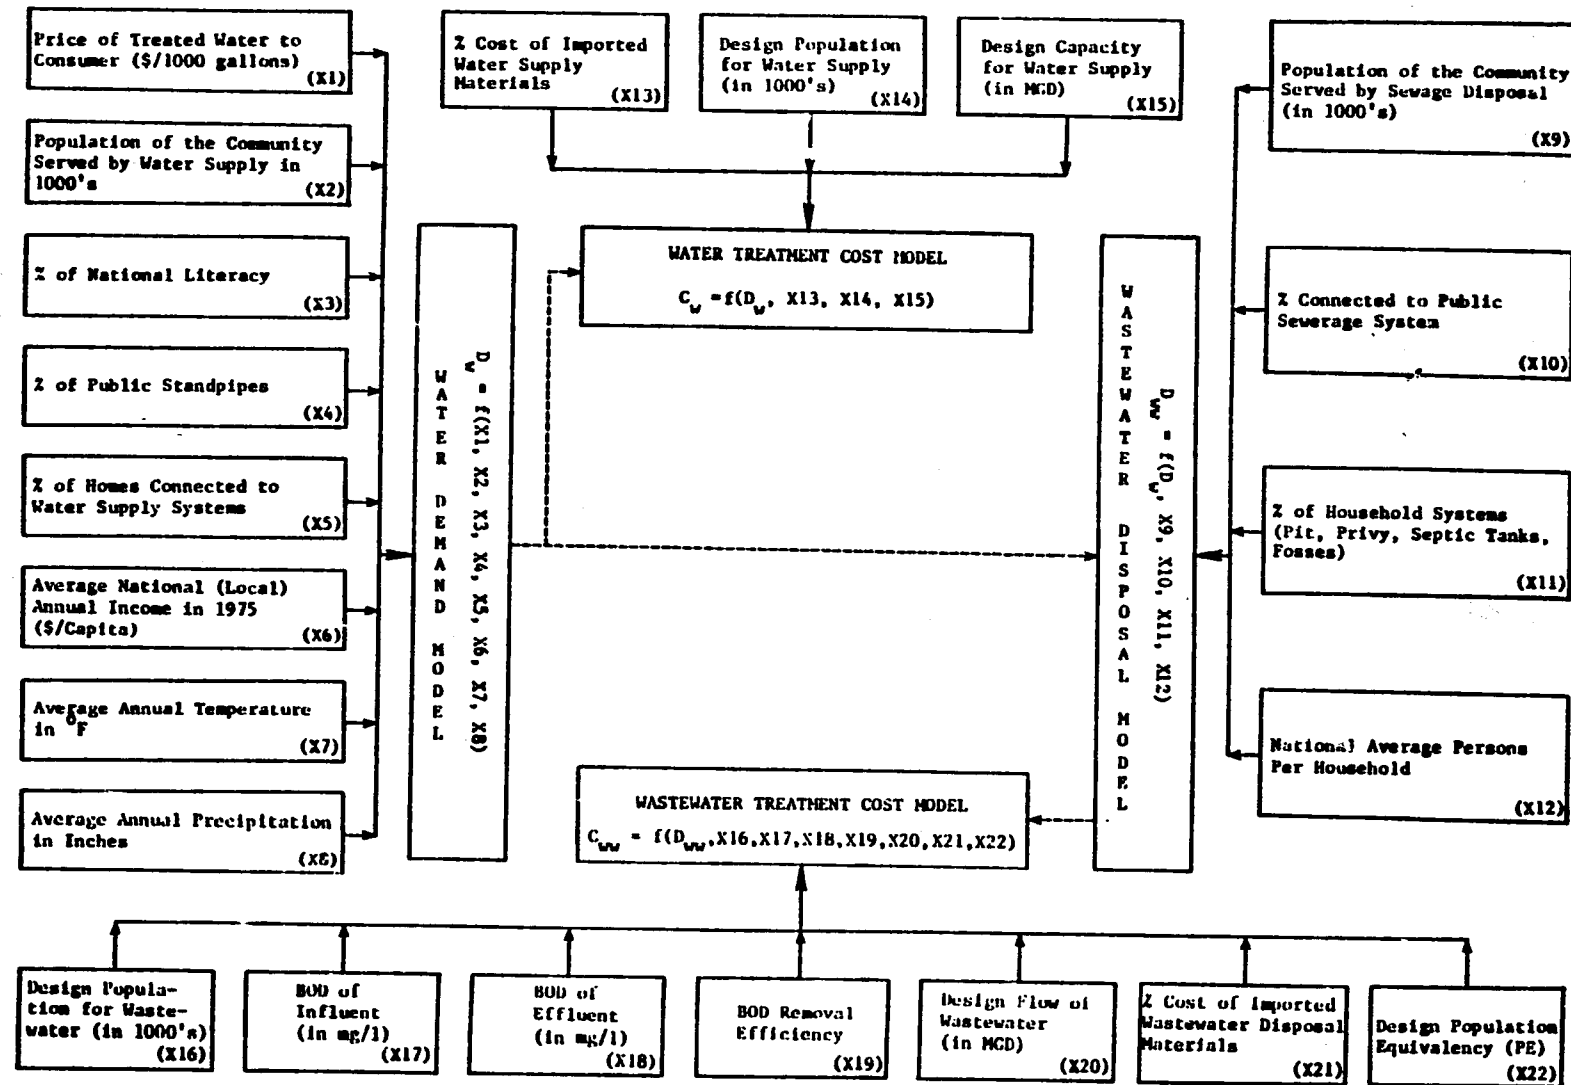 Price of Treated Water to
Consumer ($/1000 gallons)
(X1)
Population of the Community
Served by Water Supply in
1000's
(X2)
% of National Literacy
(X3)
% of Public Standpipes
(X4)
% of Homes Connected to
Water Supply Systems
(X5)
Average National (Local)
Annual Income in 1975
($/Capita)
(X6)
Average Annual Temperature
in °F
(X7)
Average Annual Precipitation
in Inches
(X8)
% Cost of Imported
Water Supply
Materials
(X13)
Design Population
for Water Supply
(in 1000's)
(X14)
Design Capacity
for Water Supply
(in MGD)
(X15)
WATER TREATMENT COST MODEL
C_w = f(D_w, X13, X14, X15)
WATER DEMAND MODEL
D_w = f(X1, X2, X3, X4, X5, X6, X7, X8)
WASTEWATER DISPOSAL MODEL
D_ww = f(D_w, X9, X10, X11, X12)
Population of the Community
Served by Sewage Disposal
(in 1000's)
(X9)
% Connected to Public
Sewerage System
(X10)
% of Household Systems
(Pit, Privy, Septic Tanks,
Fosses)
(X11)
National Average Persons
Per Household
(X12)
WASTEWATER TREATMENT COST MODEL
C_ww = f(D_ww,X16,X17,X18,X19,X20,X21,X22)
Design Popula-
tion for Waste-
water (in 1000's)
(X16)
BOD of
Influent
(in mg/l)
(X17)
BOD of
Effluent
(in mg/l)
(X18)
BOD Removal
Efficiency
(X19)
Design Flow of
Wastewater
(in MGD)
(X20)
% Cost of Imported
Wastewater Disposal
Materials
(X21)
Design Population
Equivalency (PE)
(X22)